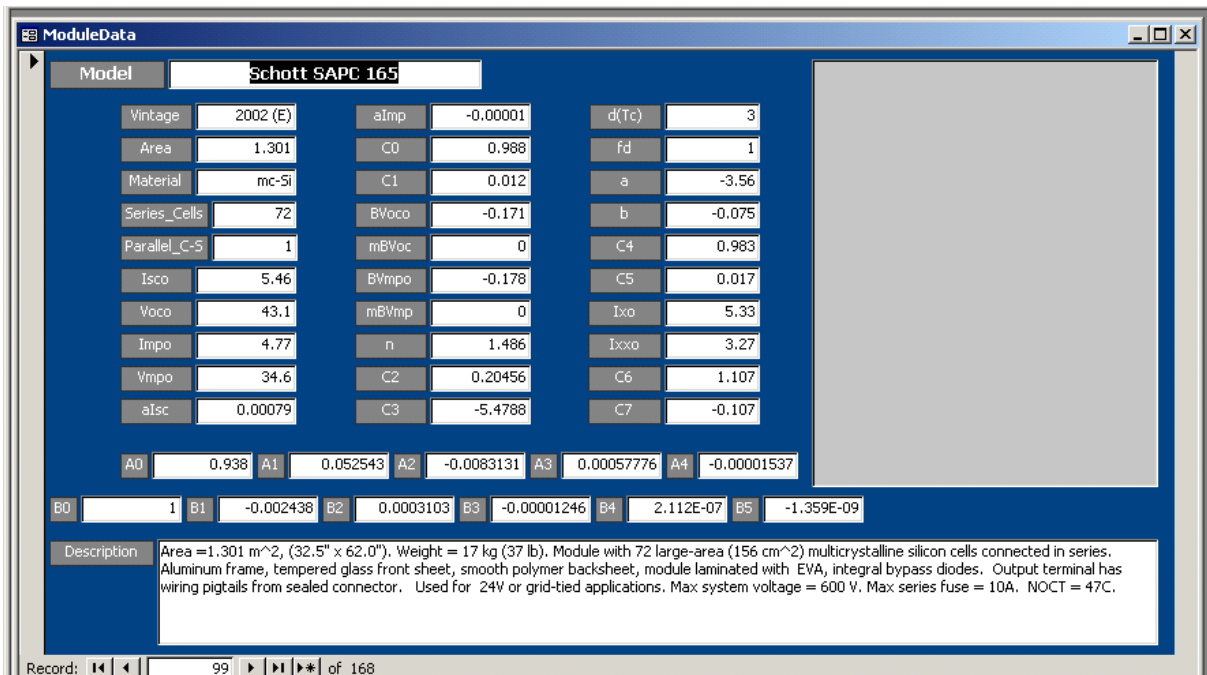 ModuleData
Model Schott SAPC 165
Vintage 2002 (E) aImp -0.00001 d(Tc) 3
Area 1.301 C0 0.988 fd 1
Material mc-Si C1 0.012 a -3.56
Series_Cells 72 BVoco -0.171 b -0.075
Parallel_C-S 1 mBVoc 0 C4 0.983
Isco 5.46 BVmpo -0.178 C5 0.017
Voco 43.1 mBVmp 0 Ixo 5.33
Impo 4.77 n 1.486 Ixxo 3.27
Vmpo 34.6 C2 0.20456 C6 1.107
aIsc 0.00079 C3 -5.4788 C7 -0.107
A0 0.938 A1 0.052543 A2 -0.0083131 A3 0.00057776 A4 -0.00001537
B0 1 B1 -0.002438 B2 0.0003103 B3 -0.00001246 B4 2.112E-07 B5 -1.359E-09
Description Area =1.301 m^2, (32.5" x 62.0"). Weight = 17 kg (37 lb). Module with 72 large-area (156 cm^2) multicrystalline silicon cells connected in series.
Aluminum frame, tempered glass front sheet, smooth polymer backsheet, module laminated with EVA, integral bypass diodes. Output terminal has
wiring pigtails from sealed connector. Used for 24V or grid-tied applications. Max system voltage = 600 V. Max series fuse = 10A. NOCT = 47C.
Record: 99 of 168